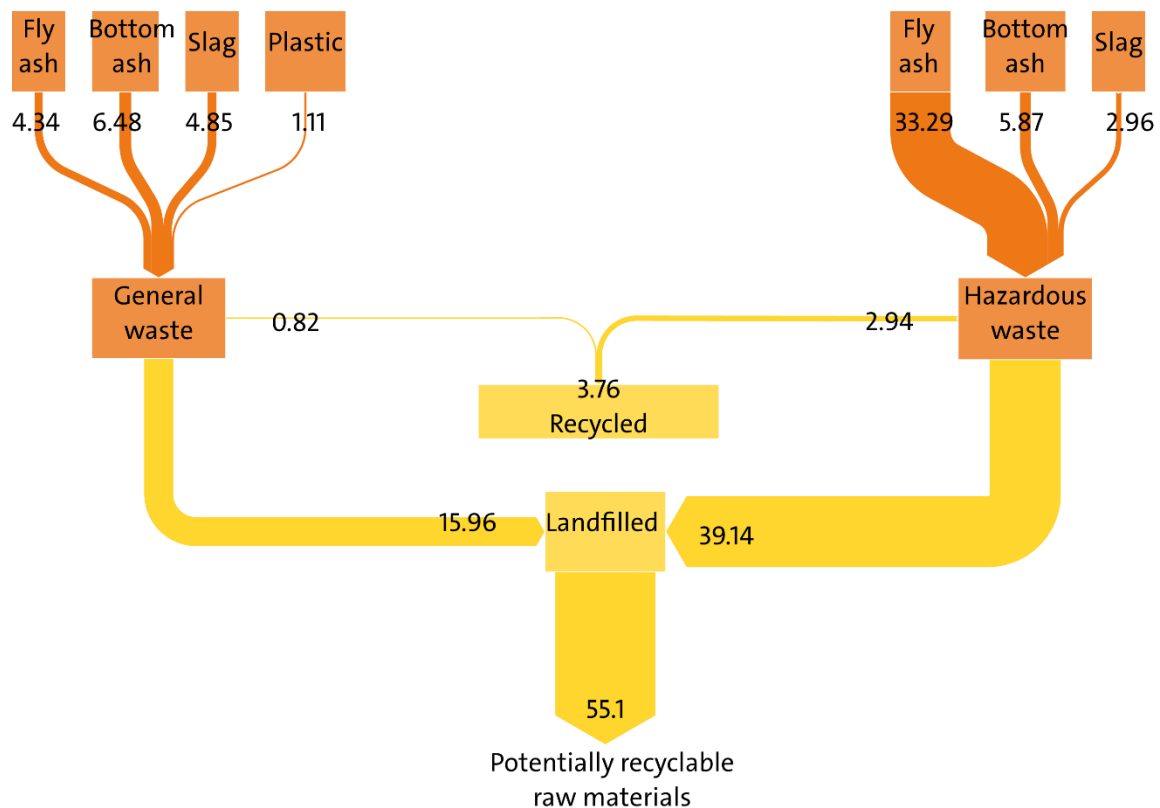 Fly
ash
Bottom
ash
Slag
Plastic
Fly
ash
Bottom
ash
Slag
4.34
6.48
4.85
1.11
33.29
5.87
2.96
General
waste
Hazardous
waste
0.82
2.94
3.76
Recycled
15.96
Landfilled
39.14
55.1
Potentially recyclable
raw materials